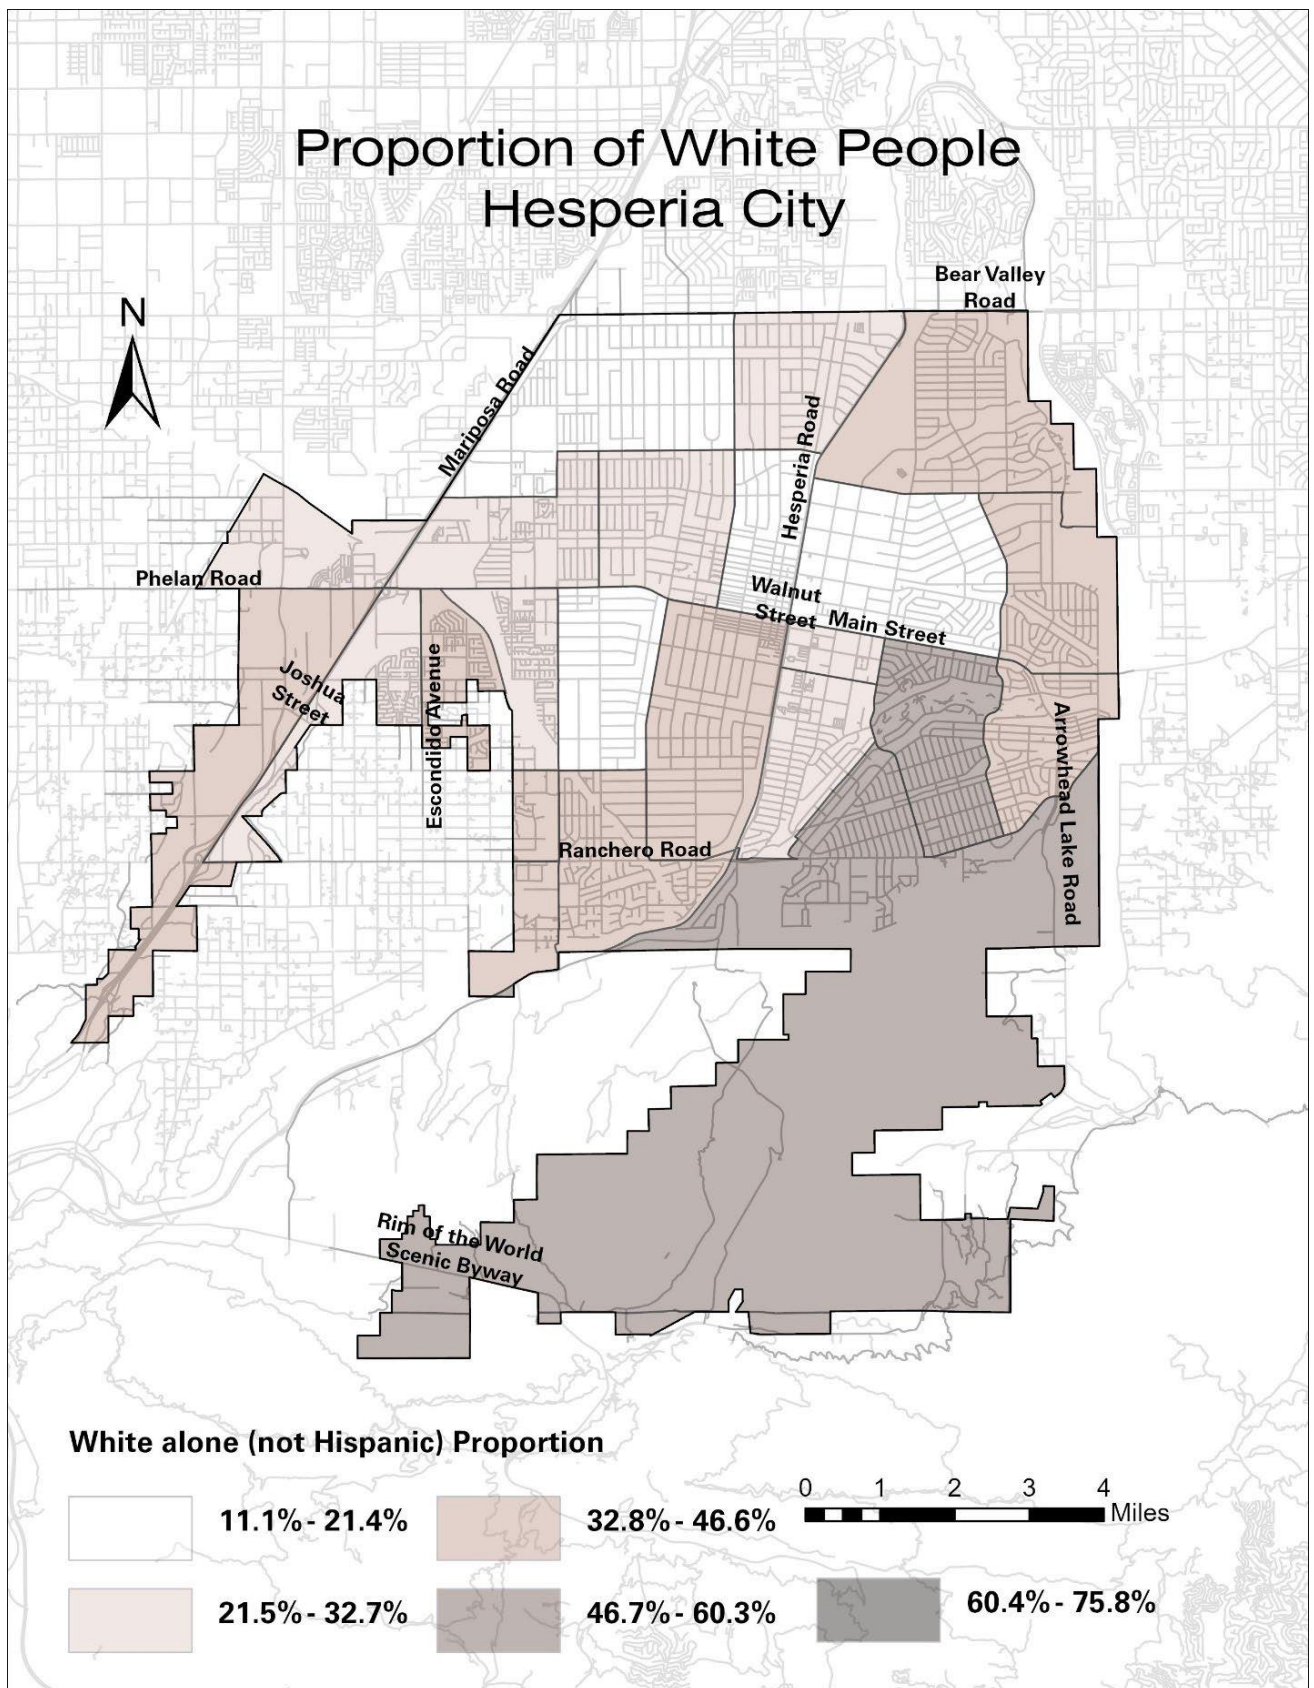 Proportion of White People
Hesperia City
Bear Valley
Road
N
Mariposa Road
Hesperia Road
Phelan Road
Walnut
Street
Main Street
Joshua
Street
Escondido Avenue
Arrowhead Lake Road
Ranchero Road
Rim of the World
Scenic Byway
White alone (not Hispanic) Proportion
0 1 2 3 4
Miles
11.1% - 21.4%
32.8% - 46.6%
60.4% - 75.8%
21.5% - 32.7%
46.7% - 60.3%